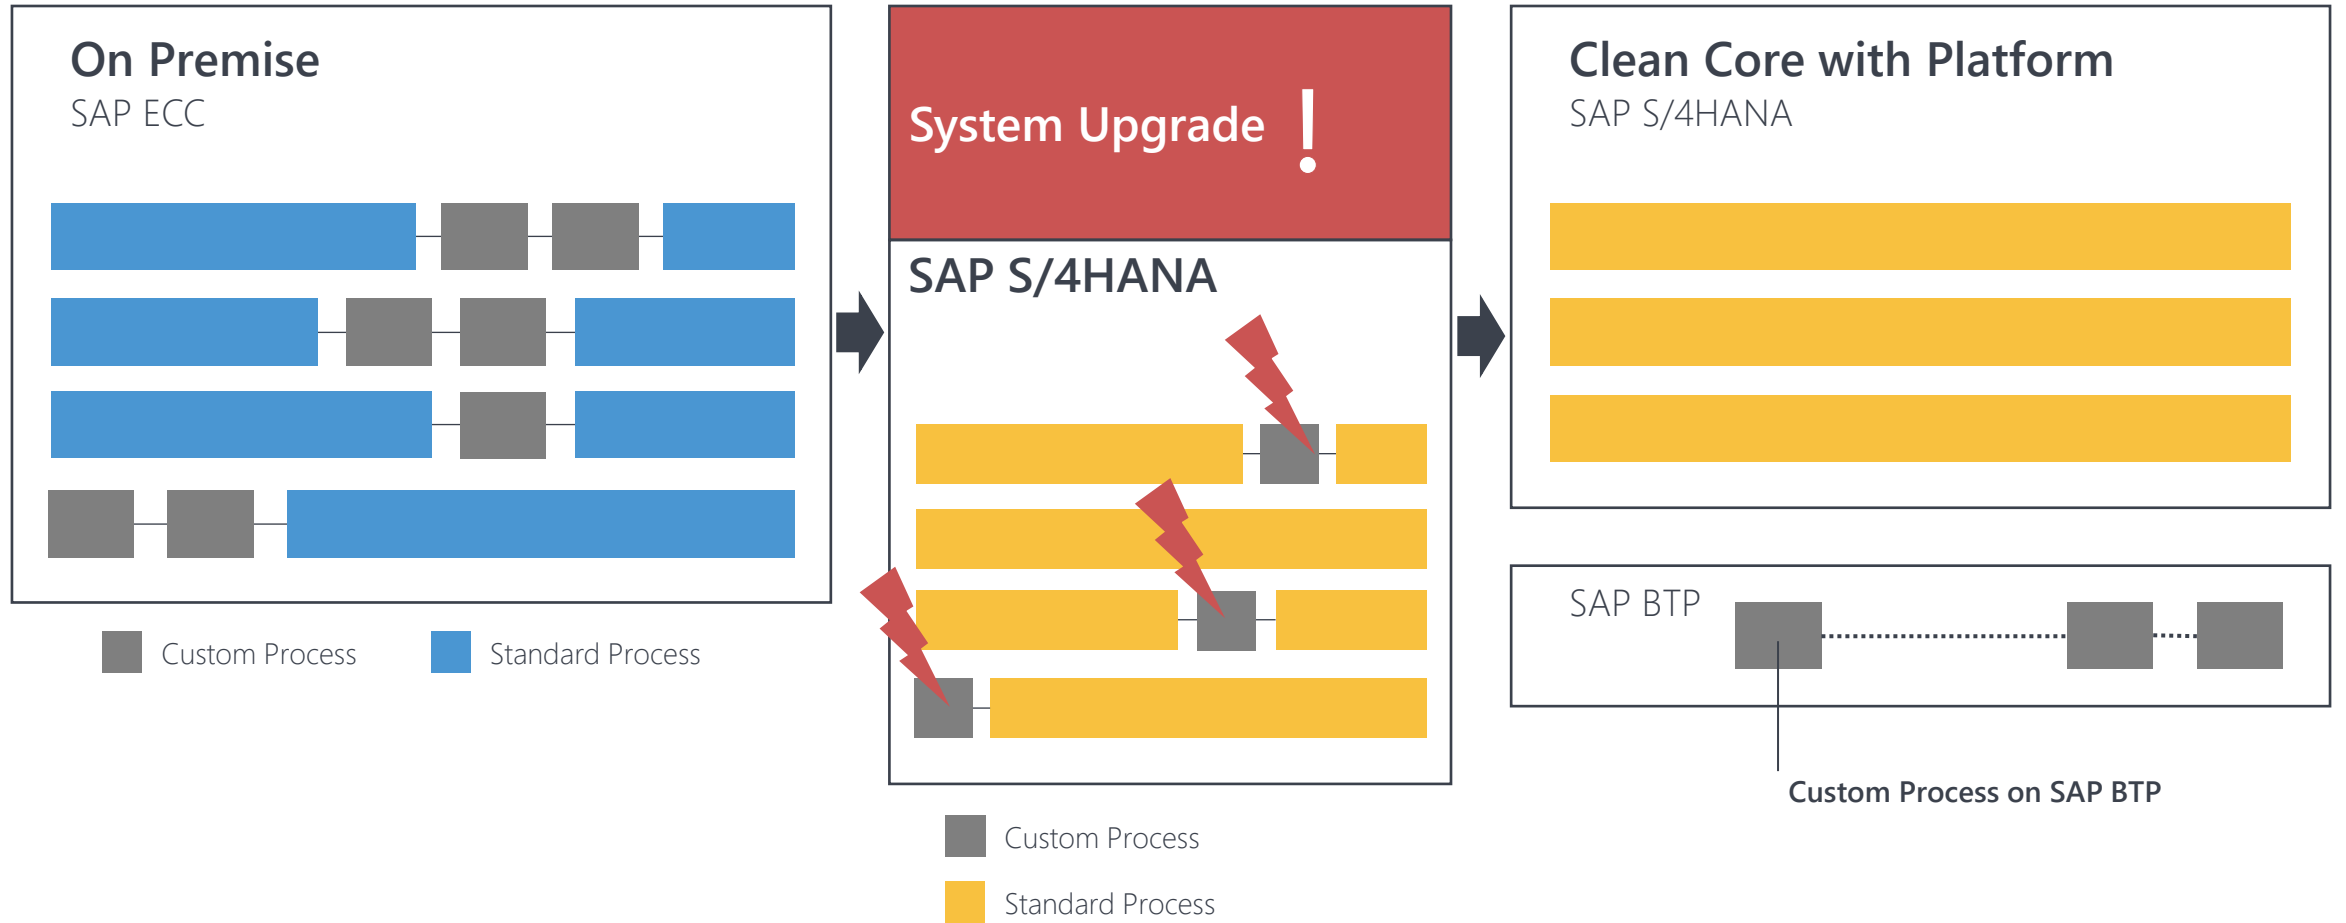 On Premise
SAP ECC
Custom Process
Standard Process
System Upgrade !
SAP S/4HANA
Custom Process
Standard Process
Clean Core with Platform
SAP S/4HANA
SAP BTP
Custom Process on SAP BTP